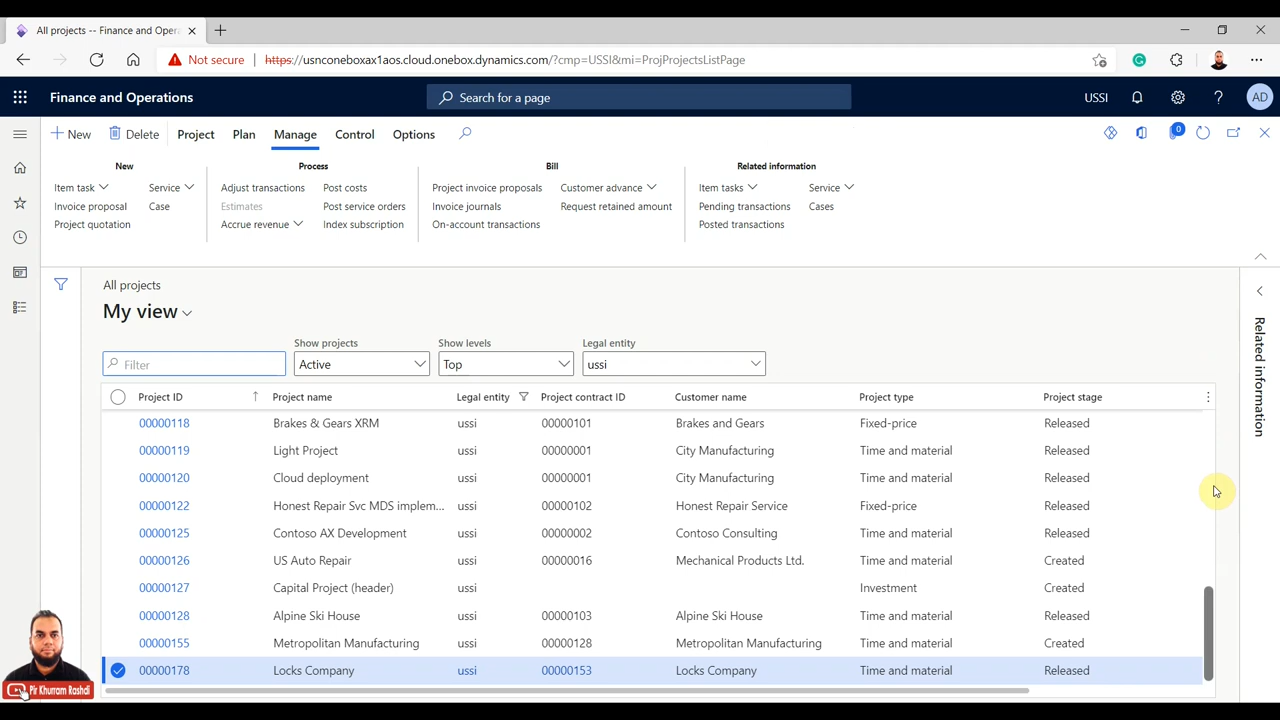 All projects -- Finance and Oper
Not secure https://usnconeboxax1aos.cloud.onebox.dynamics.com/?cmp=USSI&mi=ProjProjectsListPage
Finance and Operations
Search for a page
USSI
AD
New Delete Project Plan Manage Control Options
0
New Process Bill Related information
Item task Service Adjust transactions Post costs Project invoice proposals Customer advance Item tasks Service
Invoice proposal Case Estimates Post service orders Invoice journals Request retained amount Pending transactions Cases
Project quotation Accrue revenue Index subscription On-account transactions Posted transactions
All projects
My view
Show projects Show levels Legal entity
Filter Active Top ussi
Project ID Project name Legal entity Project contract ID Customer name Project type Project stage
00000118 Brakes & Gears XRM ussi 00000101 Brakes and Gears Fixed-price Released
00000119 Light Project ussi 00000001 City Manufacturing Time and material Released
00000120 Cloud deployment ussi 00000001 City Manufacturing Time and material Released
00000122 Honest Repair Svc MDS implem... ussi 00000102 Honest Repair Service Fixed-price Released
00000125 Contoso AX Development ussi 00000002 Contoso Consulting Time and material Released
00000126 US Auto Repair ussi 00000016 Mechanical Products Ltd. Time and material Created
00000127 Capital Project (header) ussi Investment Created
00000128 Alpine Ski House ussi 00000103 Alpine Ski House Time and material Released
00000155 Metropolitan Manufacturing ussi 00000128 Metropolitan Manufacturing Time and material Created
00000178 Locks Company ussi 00000153 Locks Company Time and material Released
Related information
Pir Khurram Rashdi